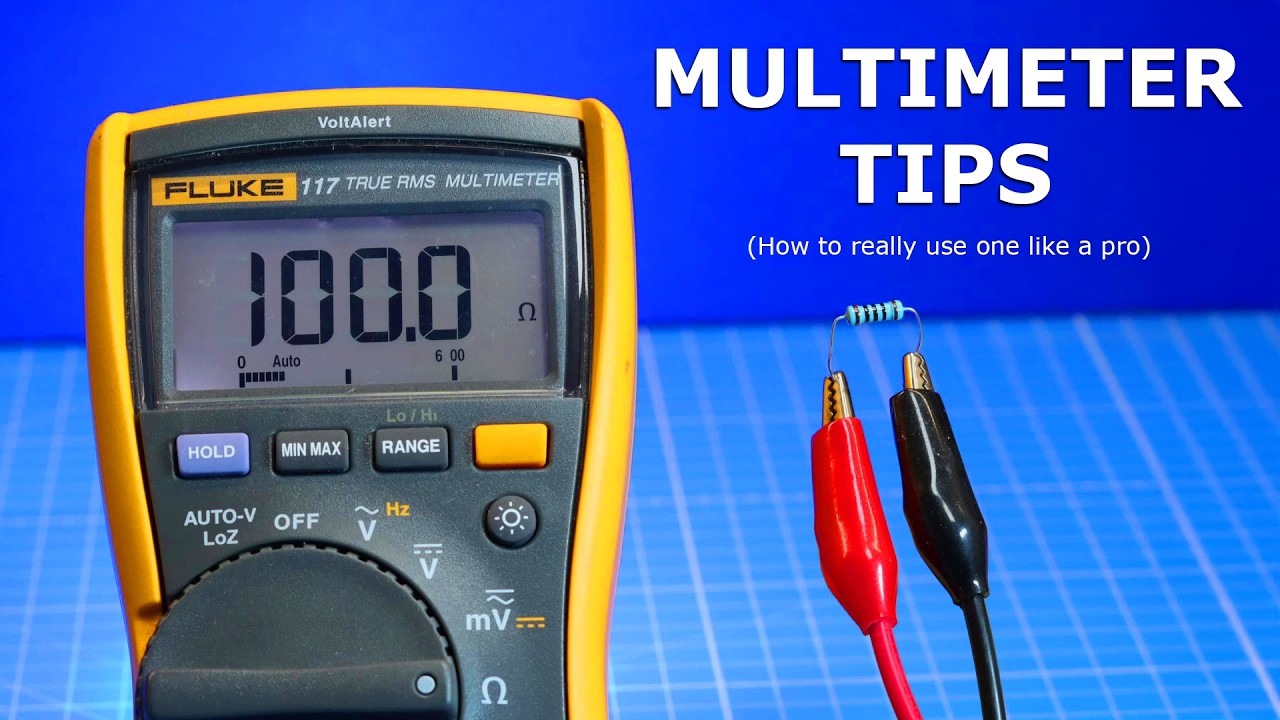 MULTIMETER
TIPS
(How to really use one like a pro)
VoltAlert
FLUKE 117 TRUE RMS MULTIMETER
100.0 Ω
0 Auto 6 00
Lo / Hi
HOLD MIN MAX RANGE
AUTO-V
LoZ
OFF
V Hz
V
mV
Ω